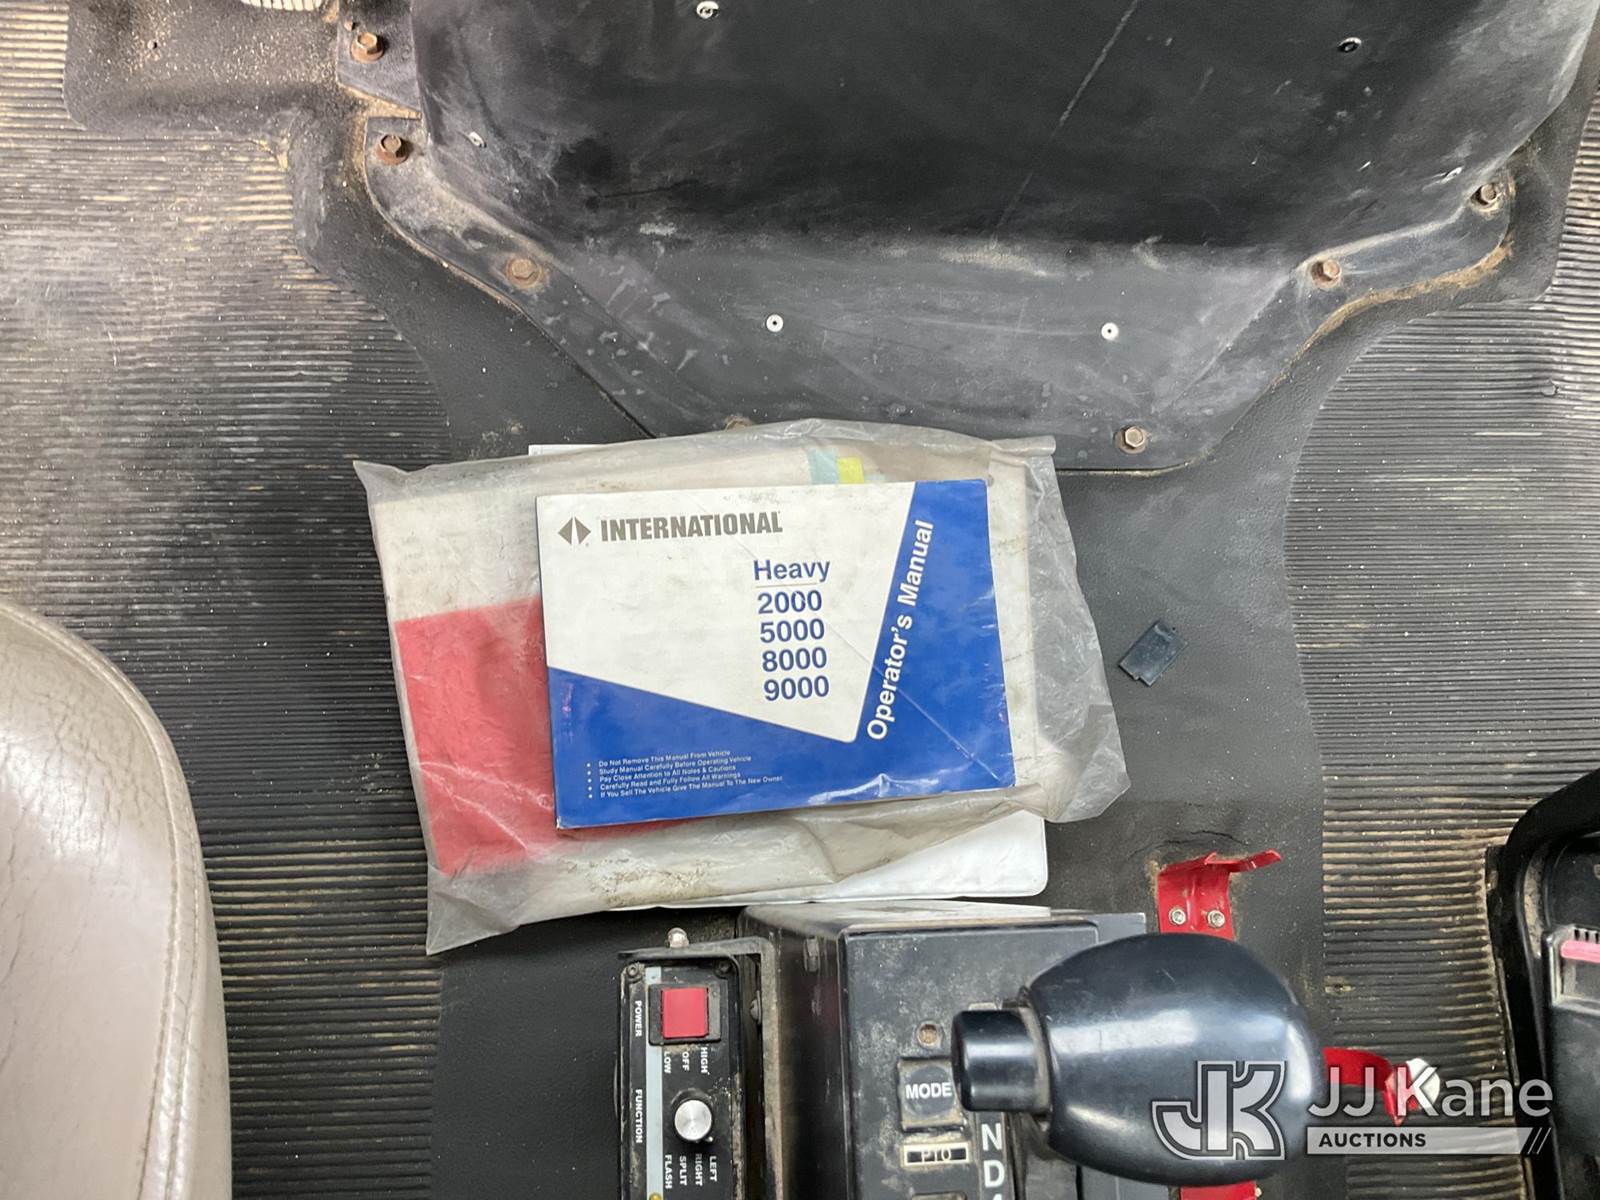 INTERNATIONAL
Heavy
2000
5000
8000
9000
Operator's Manual
• Do Not Remove This Manual From Vehicle
• Study Manual Carefully Before Operating Vehicle
• Pay Close Attention to All Notes & Cautions
• Carefully Read and Fully Follow All Warnings
• If You Sell The Vehicle Give The Manual To The New Owner
POWER
HIGH
OFF
LOW
FUNCTION
LEFT
RIGHT
SPLIT
FLASH
MODE
PTO
N
D
JK JJ Kane
AUCTIONS